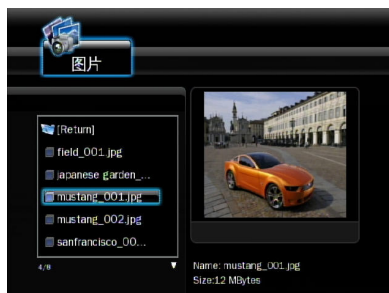 图片
[Return]
field_001.jpg
japanese garden_...
mustang_001.jpg
mustang_002.jpg
sanfrancisco_00...
4/8
Name: mustang_001.jpg
Size:12 MBytes